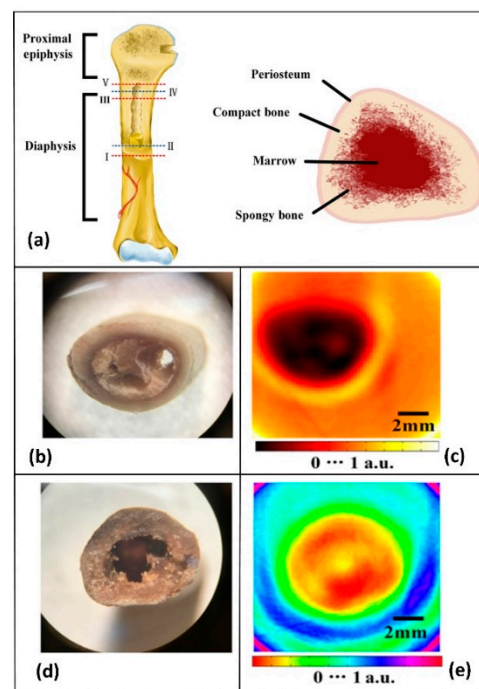 Proximal
epiphysis
V
IV
III
Diaphysis
II
I
(a)
Periosteum
Compact bone
Marrow
Spongy bone
(b)
2mm
0 ··· 1 a.u.
(c)
(d)
2mm
0 ··· 1 a.u.
(e)